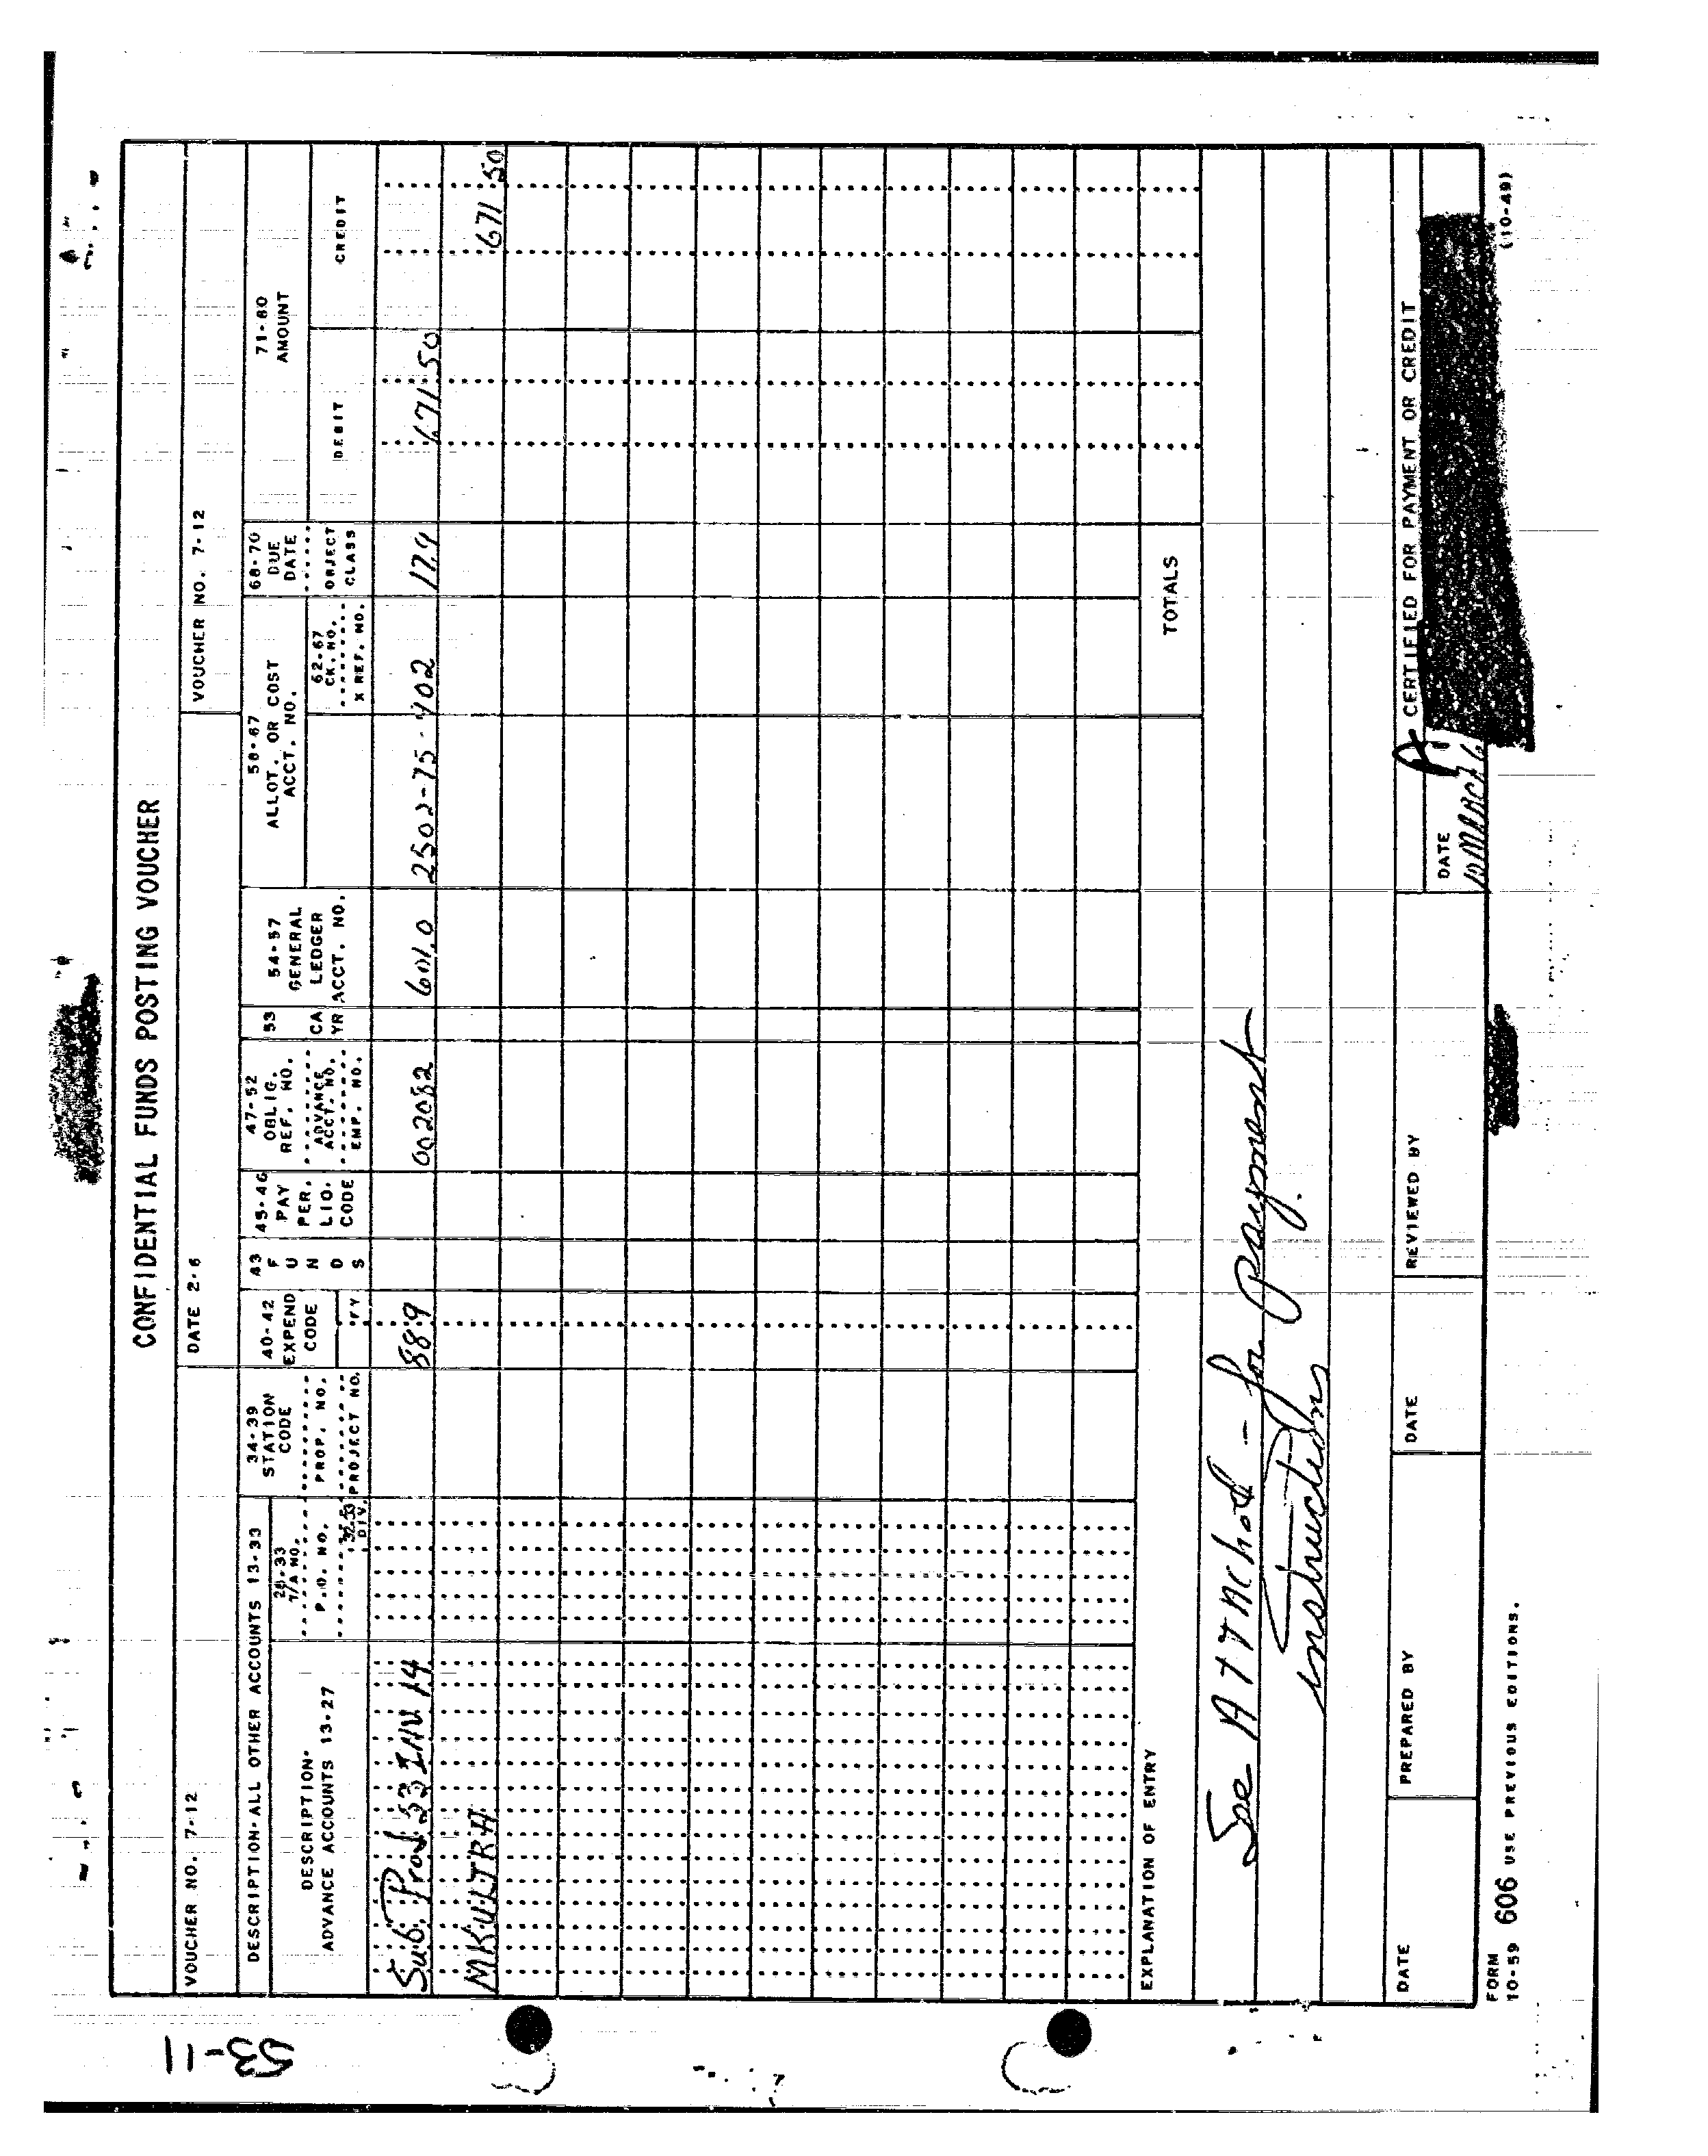 53-11
CONFIDENTIAL FUNDS POSTING VOUCHER
VOUCHER NO. 7-12 DATE 2-6 VOUCHER NO. 7-12
DESCRIPTION-ALL OTHER ACCOUNTS 13-33
DESCRIPTION-
ADVANCE ACCOUNTS 13-27
28-33
T/A NO.
P.O. NO.
32-33
DIV.
34-39
STATION
CODE
PROP. NO.
PROJECT NO.
40-42
EXPEND
CODE
FY
43
F
U
N
D
S
45-46
PAY
PER.
LIQ.
CODE
47-52
OBLIG.
REF. NO.
ADVANCE
ACCT. NO.
EMP. NO.
53
CA
YR
54-57
GENERAL
LEDGER
ACCT. NO.
58-67
ALLOT. OR COST
ACCT. NO.
62-67
CK. NO.
X REF. NO.
68-70
DUE
DATE
OBJECT
CLASS
71-80
AMOUNT
DEBIT CREDIT
Sub Proj 53 INV 14 889 002082 601.0 2502-75-902 179 671.50
MKULTRA 671.50
TOTALS
EXPLANATION OF ENTRY
See ATTAChed - for payment
instructions
DATE PREPARED BY DATE REVIEWED BY CERTIFIED FOR PAYMENT OR CREDIT
DATE
FORM
10-59 606 USE PREVIOUS EDITIONS. (10-49)